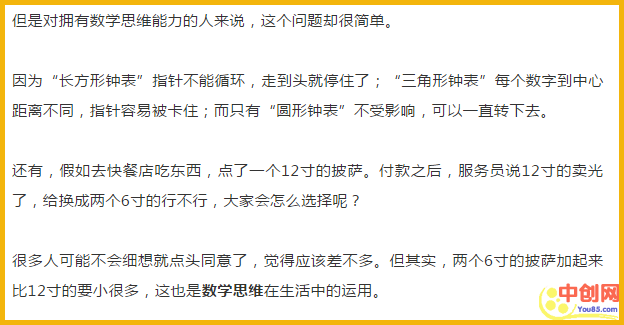 但是对拥有数学思维能力的人来说，这个问题却很简单。
因为“长方形钟表”指针不能循环，走到头就停住了；“三角形钟表”每个数字到中心
距离不同，指针容易被卡住；而只有“圆形钟表”不受影响，可以一直转下去。
还有，假如去快餐店吃东西，点了一个12寸的披萨。付款之后，服务员说12寸的卖光
了，给换成两个6寸的行不行，大家会怎么选择呢？
很多人可能不会细想就点头同意了，觉得应该差不多。但其实，两个6寸的披萨加起来
比12寸的要小很多，这也是数学思维在生活中的运用。
中创网
You85.com